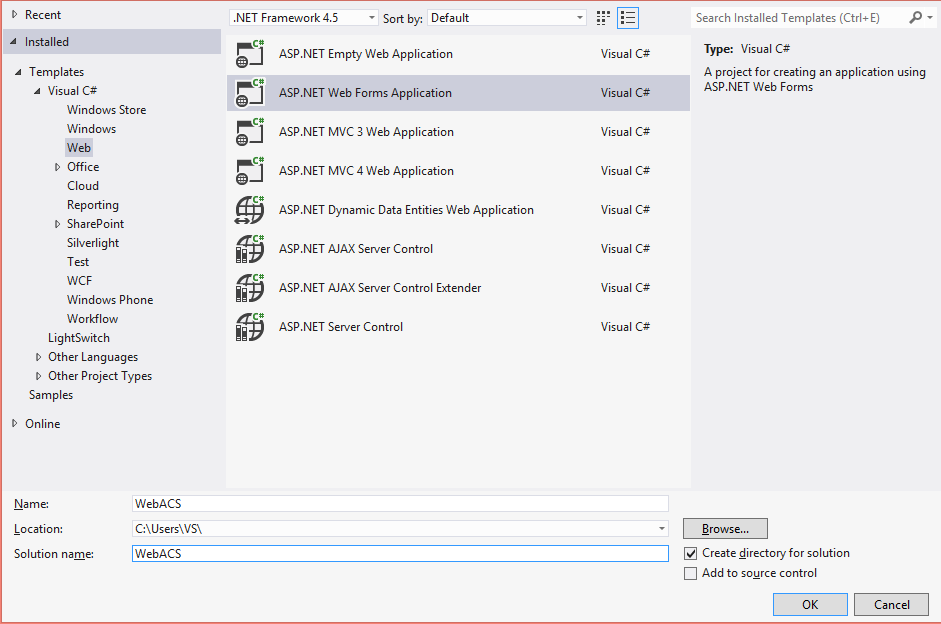 Recent
Installed
Templates
Visual C#
Windows Store
Windows
Web
Office
Cloud
Reporting
SharePoint
Silverlight
Test
WCF
Windows Phone
Workflow
LightSwitch
Other Languages
Other Project Types
Samples
Online
.NET Framework 4.5
Sort by: Default
C# ASP.NET Empty Web Application Visual C#
C# ASP.NET Web Forms Application Visual C#
C# ASP.NET MVC 3 Web Application Visual C#
C# ASP.NET MVC 4 Web Application Visual C#
C# ASP.NET Dynamic Data Entities Web Application Visual C#
C# ASP.NET AJAX Server Control Visual C#
C# ASP.NET AJAX Server Control Extender Visual C#
C# ASP.NET Server Control Visual C#
Search Installed Templates (Ctrl+E)
Type: Visual C#
A project for creating an application using
ASP.NET Web Forms
Name: WebACS
Location: C:\Users\VS\ Browse...
Solution name: WebACS
Create directory for solution
Add to source control
OK Cancel